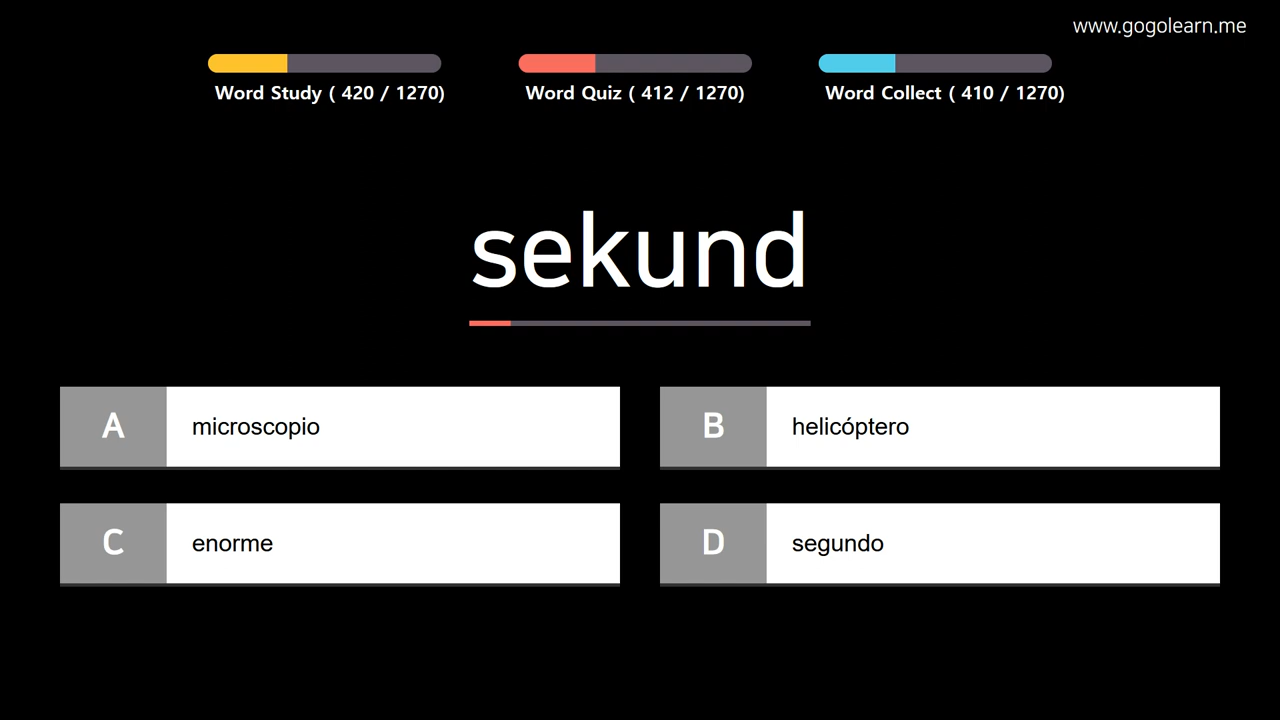 www.gogolearn.me
Word Study ( 420 / 1270)
Word Quiz ( 412 / 1270)
Word Collect ( 410 / 1270)
sekund
A microscopio
B helicóptero
C enorme
D segundo